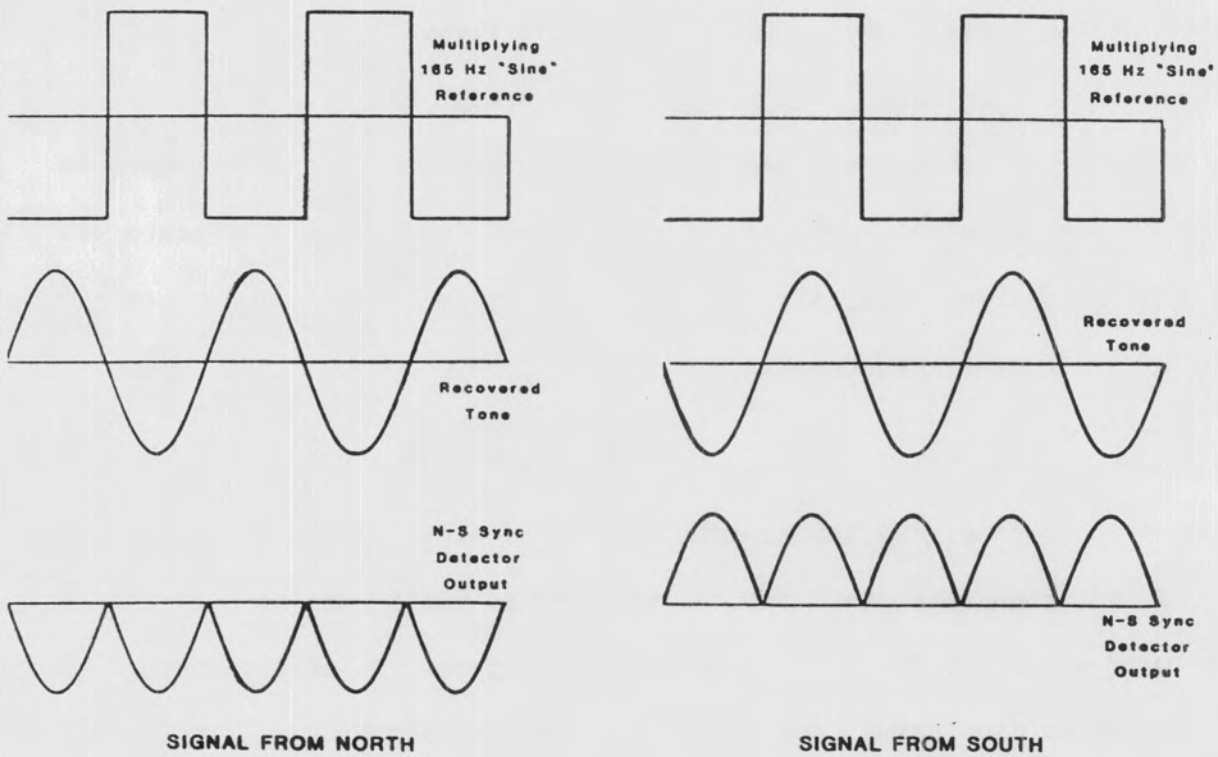 Multiplying
165 Hz "Sine"
Reference
Recovered
Tone
N-S Sync
Detector
Output
SIGNAL FROM NORTH
Multiplying
165 Hz "Sine"
Reference
Recovered
Tone
N-S Sync
Detector
Output
SIGNAL FROM SOUTH